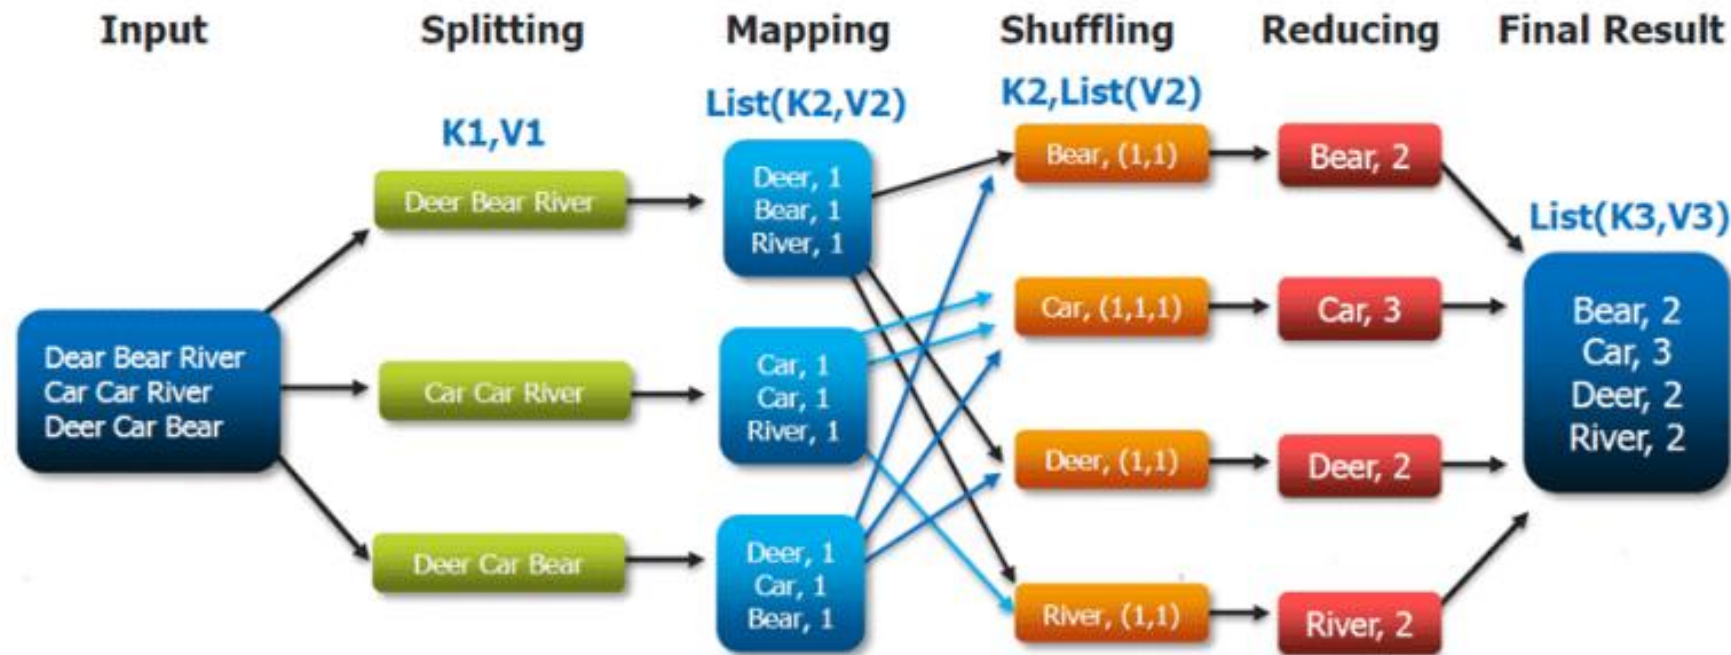 Input
Splitting
Mapping
Shuffling
Reducing
Final Result
K1,V1
List(K2,V2)
K2,List(V2)
List(K3,V3)
Dear Bear River
Car Car River
Deer Car Bear
Deer Bear River
Car Car River
Deer Car Bear
Deer, 1
Bear, 1
River, 1
Car, 1
Car, 1
River, 1
Deer, 1
Car, 1
Bear, 1
Bear, (1,1)
Car, (1,1,1)
Deer, (1,1)
River, (1,1)
Bear, 2
Car, 3
Deer, 2
River, 2
Bear, 2
Car, 3
Deer, 2
River, 2